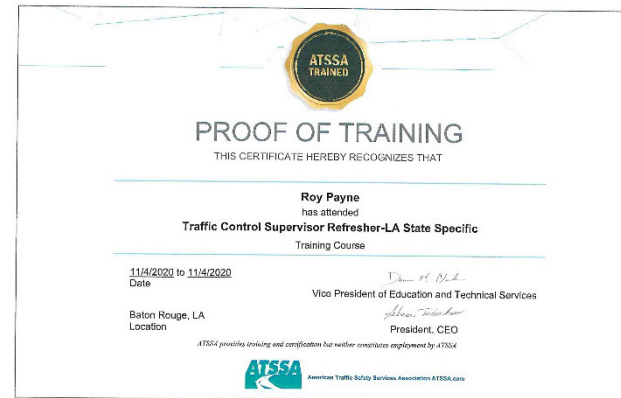 ATSSA
TRAINED
PROOF OF TRAINING
THIS CERTIFICATE HEREBY RECOGNIZES THAT
Roy Payne
has attended
Traffic Control Supervisor Refresher-LA State Specific
Training Course
11/4/2020 to 11/4/2020
Date
Vice President of Education and Technical Services
Baton Rouge, LA
Location
President, CEO
ATSSA provides training and certification but neither constitutes employment by ATSSA
ATSSA
American Traffic Safety Services Association-ATSSA.com